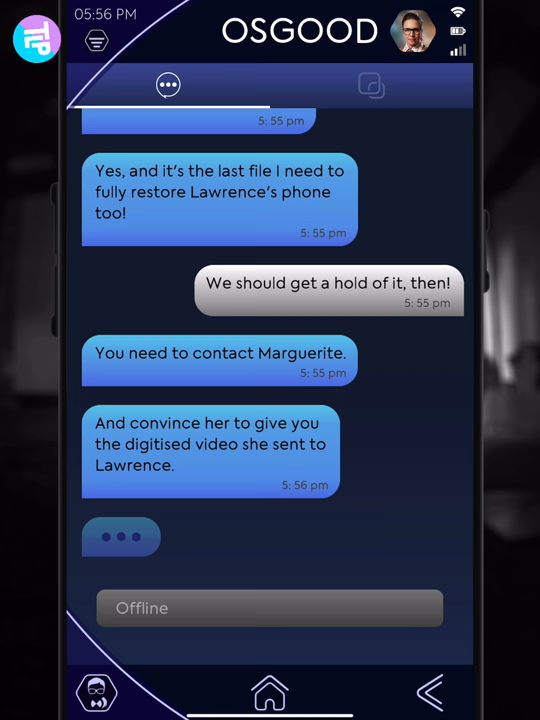 05:56 PM
OSGOOD
5: 55 pm
Yes, and it's the last file I need to
fully restore Lawrence's phone
too!
5: 55 pm
We should get a hold of it, then!
5: 55 pm
You need to contact Marguerite.
5: 55 pm
And convince her to give you
the digitised video she sent to
Lawrence.
5: 56 pm
Offline